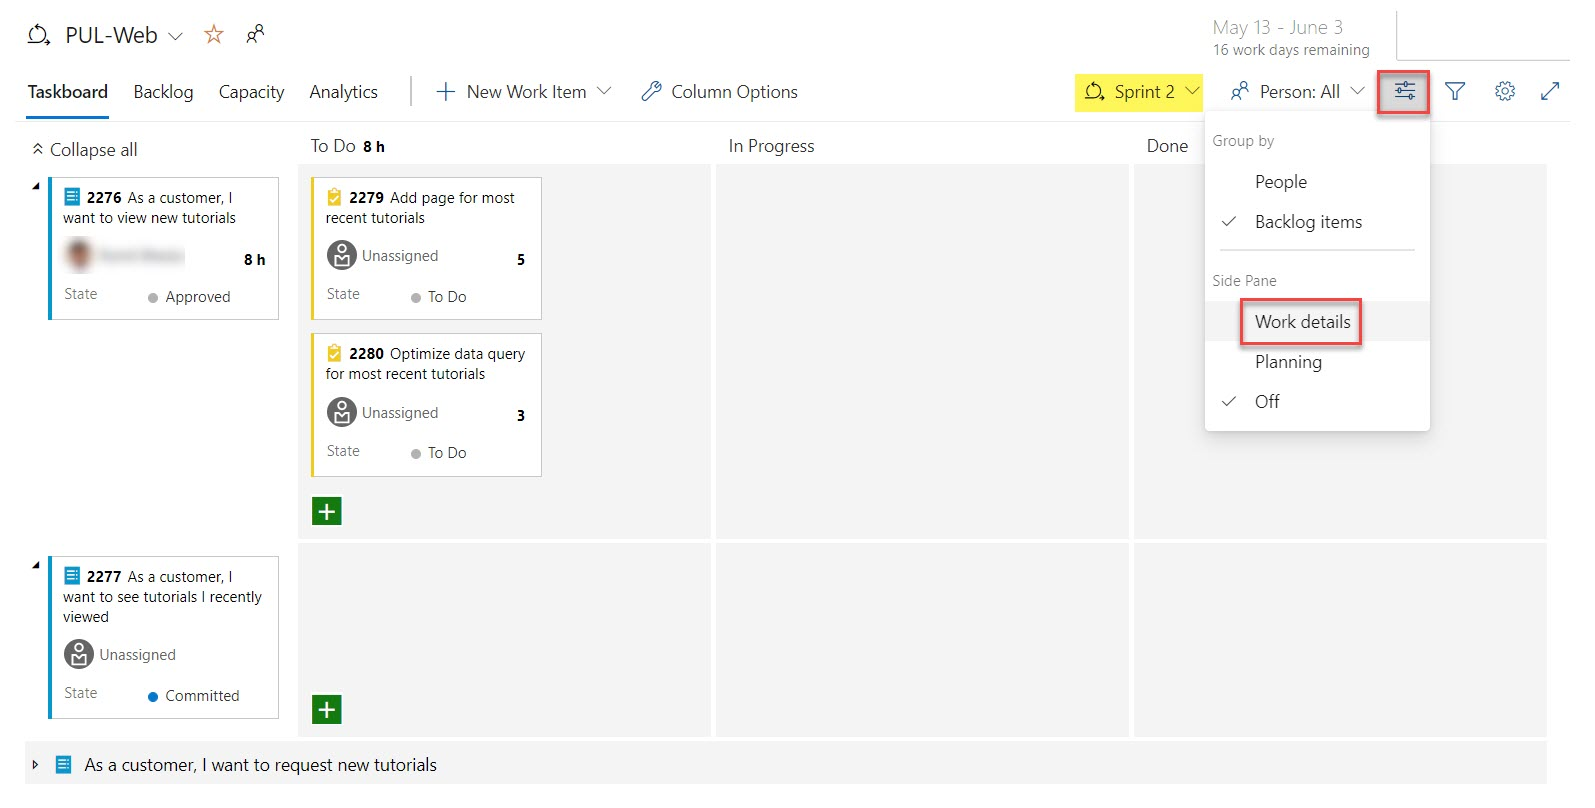 PUL-Web
May 13 - June 3
16 work days remaining
Taskboard Backlog Capacity Analytics New Work Item Column Options Sprint 2 Person: All
Collapse all
To Do 8 h
In Progress
Done
2276 As a customer, I
want to view new tutorials
8 h
State Approved
2279 Add page for most
recent tutorials
Unassigned 5
State To Do
2280 Optimize data query
for most recent tutorials
Unassigned 3
State To Do
Group by
People
Backlog items
Side Pane
Work details
Planning
Off
2277 As a customer, I
want to see tutorials I recently
viewed
Unassigned
State Committed
As a customer, I want to request new tutorials